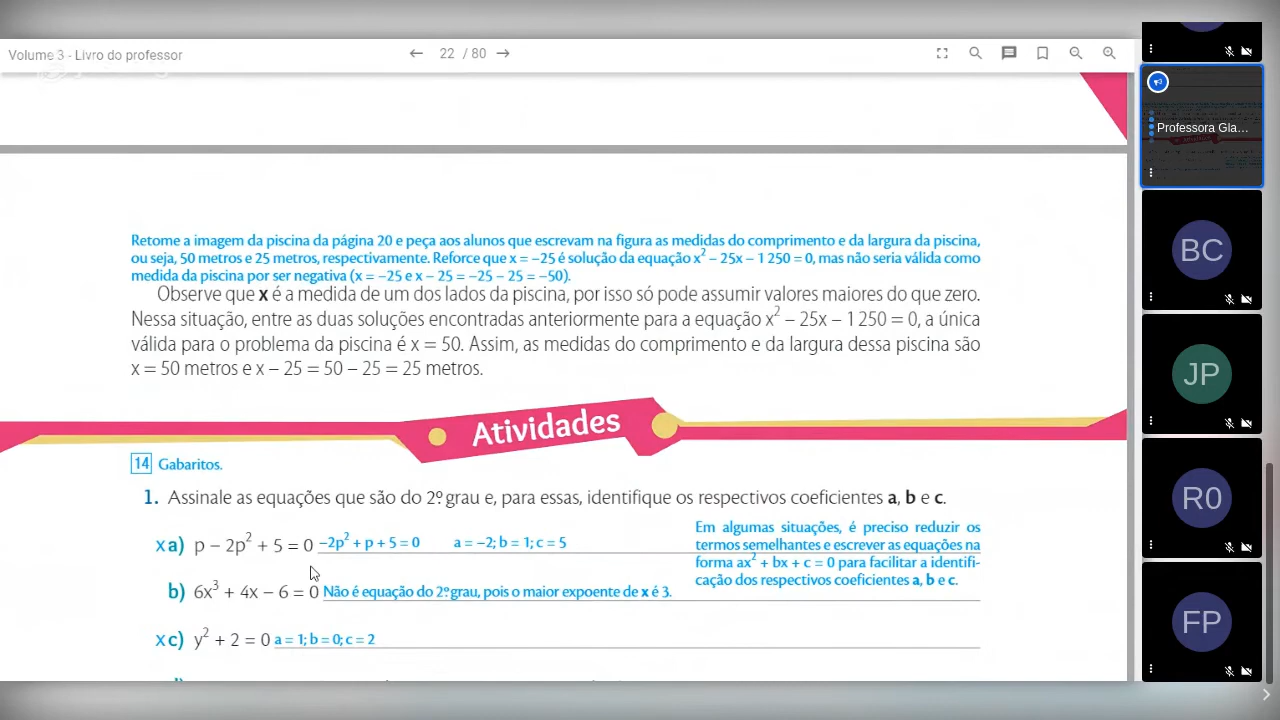 Volume 3 - Livro do professor
22 / 80
Retome a imagem da piscina da página 20 e peça aos alunos que escrevam na figura as medidas do comprimento e da largura da piscina,
ou seja, 50 metros e 25 metros, respectivamente. Reforce que x = –25 é solução da equação x² – 25x – 1 250 = 0, mas não seria válida como
medida da piscina por ser negativa (x = –25 e x – 25 = –25 – 25 = –50).
Observe que x é a medida de um dos lados da piscina, por isso só pode assumir valores maiores do que zero.
Nessa situação, entre as duas soluções encontradas anteriormente para a equação x² – 25x – 1 250 = 0, a única
válida para o problema da piscina é x = 50. Assim, as medidas do comprimento e da largura dessa piscina são
x = 50 metros e x – 25 = 50 – 25 = 25 metros.
Atividades
14 Gabaritos.
1. Assinale as equações que são do 2º grau e, para essas, identifique os respectivos coeficientes a, b e c.
x a) p – 2p² + 5 = 0 –2p² + p + 5 = 0 a = –2; b = 1; c = 5
Em algumas situações, é preciso reduzir os
termos semelhantes e escrever as equações na
forma ax² + bx + c = 0 para facilitar a identifi-
cação dos respectivos coeficientes a, b e c.
b) 6x³ + 4x – 6 = 0 Não é equação do 2º grau, pois o maior expoente de x é 3.
x c) y² + 2 = 0 a = 1; b = 0; c = 2
Professora Gla...
BC
JP
R0
FP